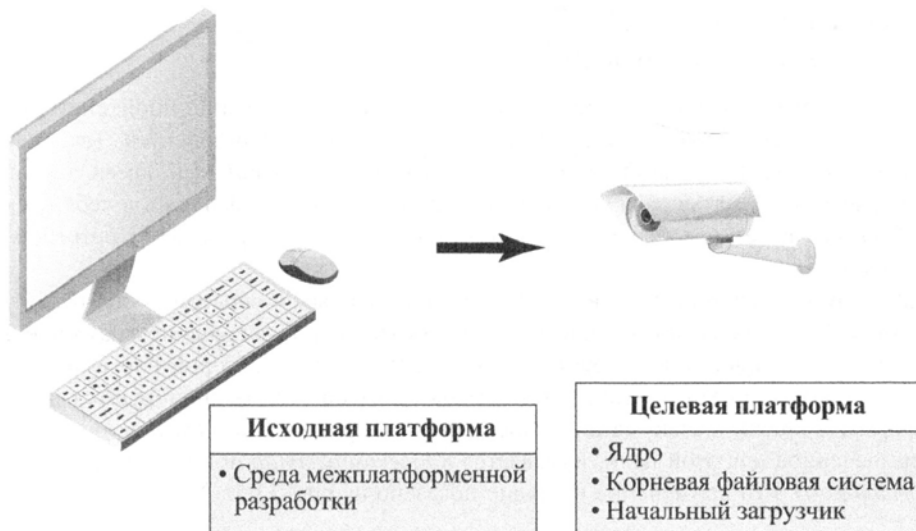 Исходная платформа
• Среда межплатформенной
разработки
Целевая платформа
• Ядро
• Корневая файловая система
• Начальный загрузчик